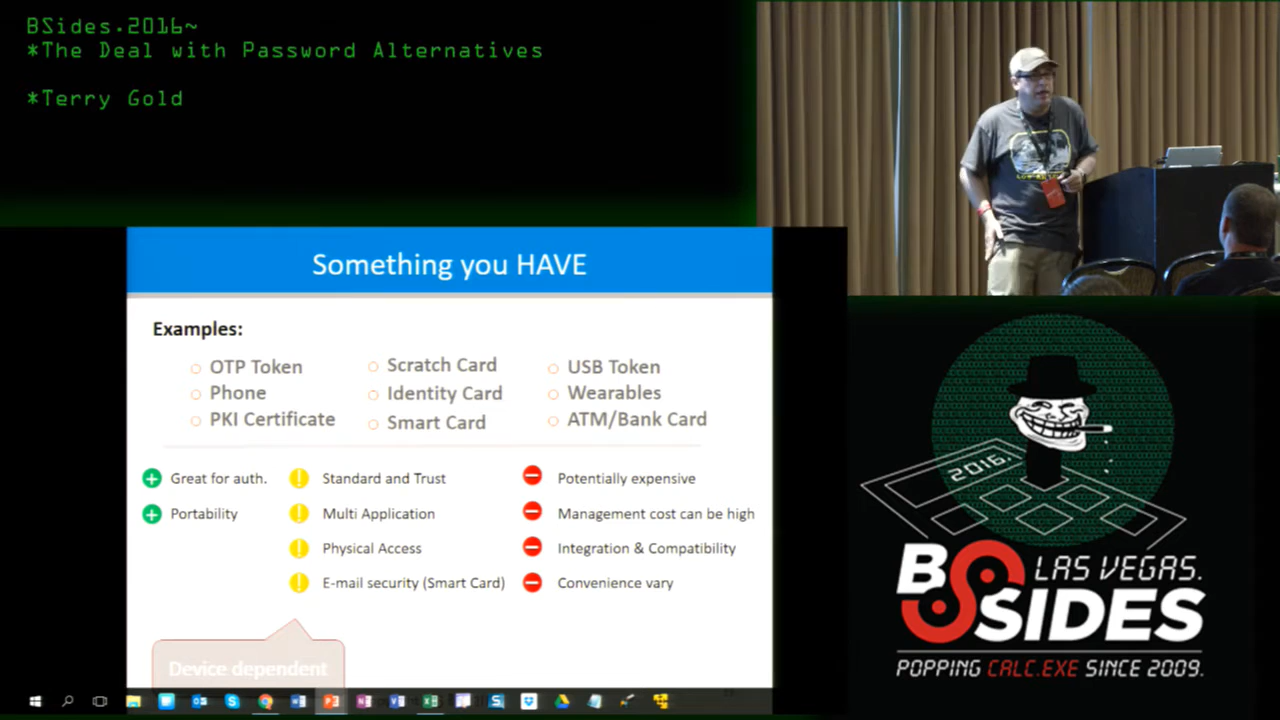 BSides.2016~
*The Deal with Password Alternatives
*Terry Gold
Something you HAVE
Examples:
OTP Token
Phone
PKI Certificate
Scratch Card
Identity Card
Smart Card
USB Token
Wearables
ATM/Bank Card
Great for auth.
Portability
Standard and Trust
Multi Application
Physical Access
E-mail security (Smart Card)
Potentially expensive
Management cost can be high
Integration & Compatibility
Convenience vary
Device dependent
2016.
BSIDES
LAS VEGAS.
POPPING CALC.EXE SINCE 2009.